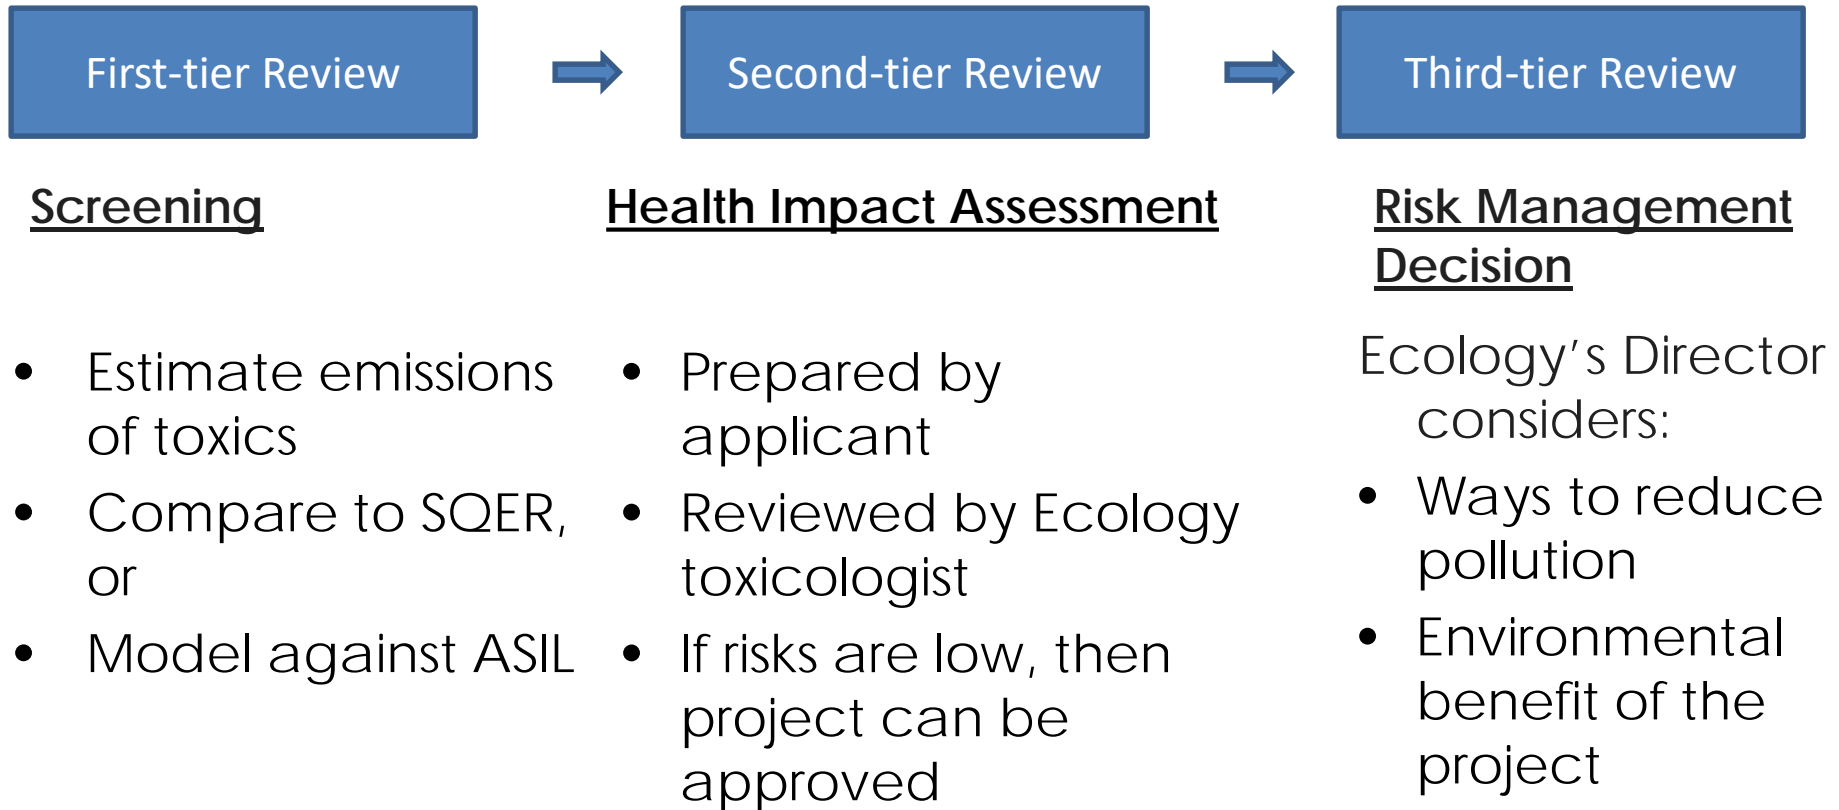 First-tier Review
Second-tier Review
Third-tier Review
Screening
• Estimate emissions
of toxics
• Compare to SQER,
or
• Model against ASIL
Health Impact Assessment
• Prepared by
applicant
• Reviewed by Ecology
toxicologist
• If risks are low, then
project can be
approved
Risk Management
Decision
Ecology’s Director
considers:
• Ways to reduce
pollution
• Environmental
benefit of the
project